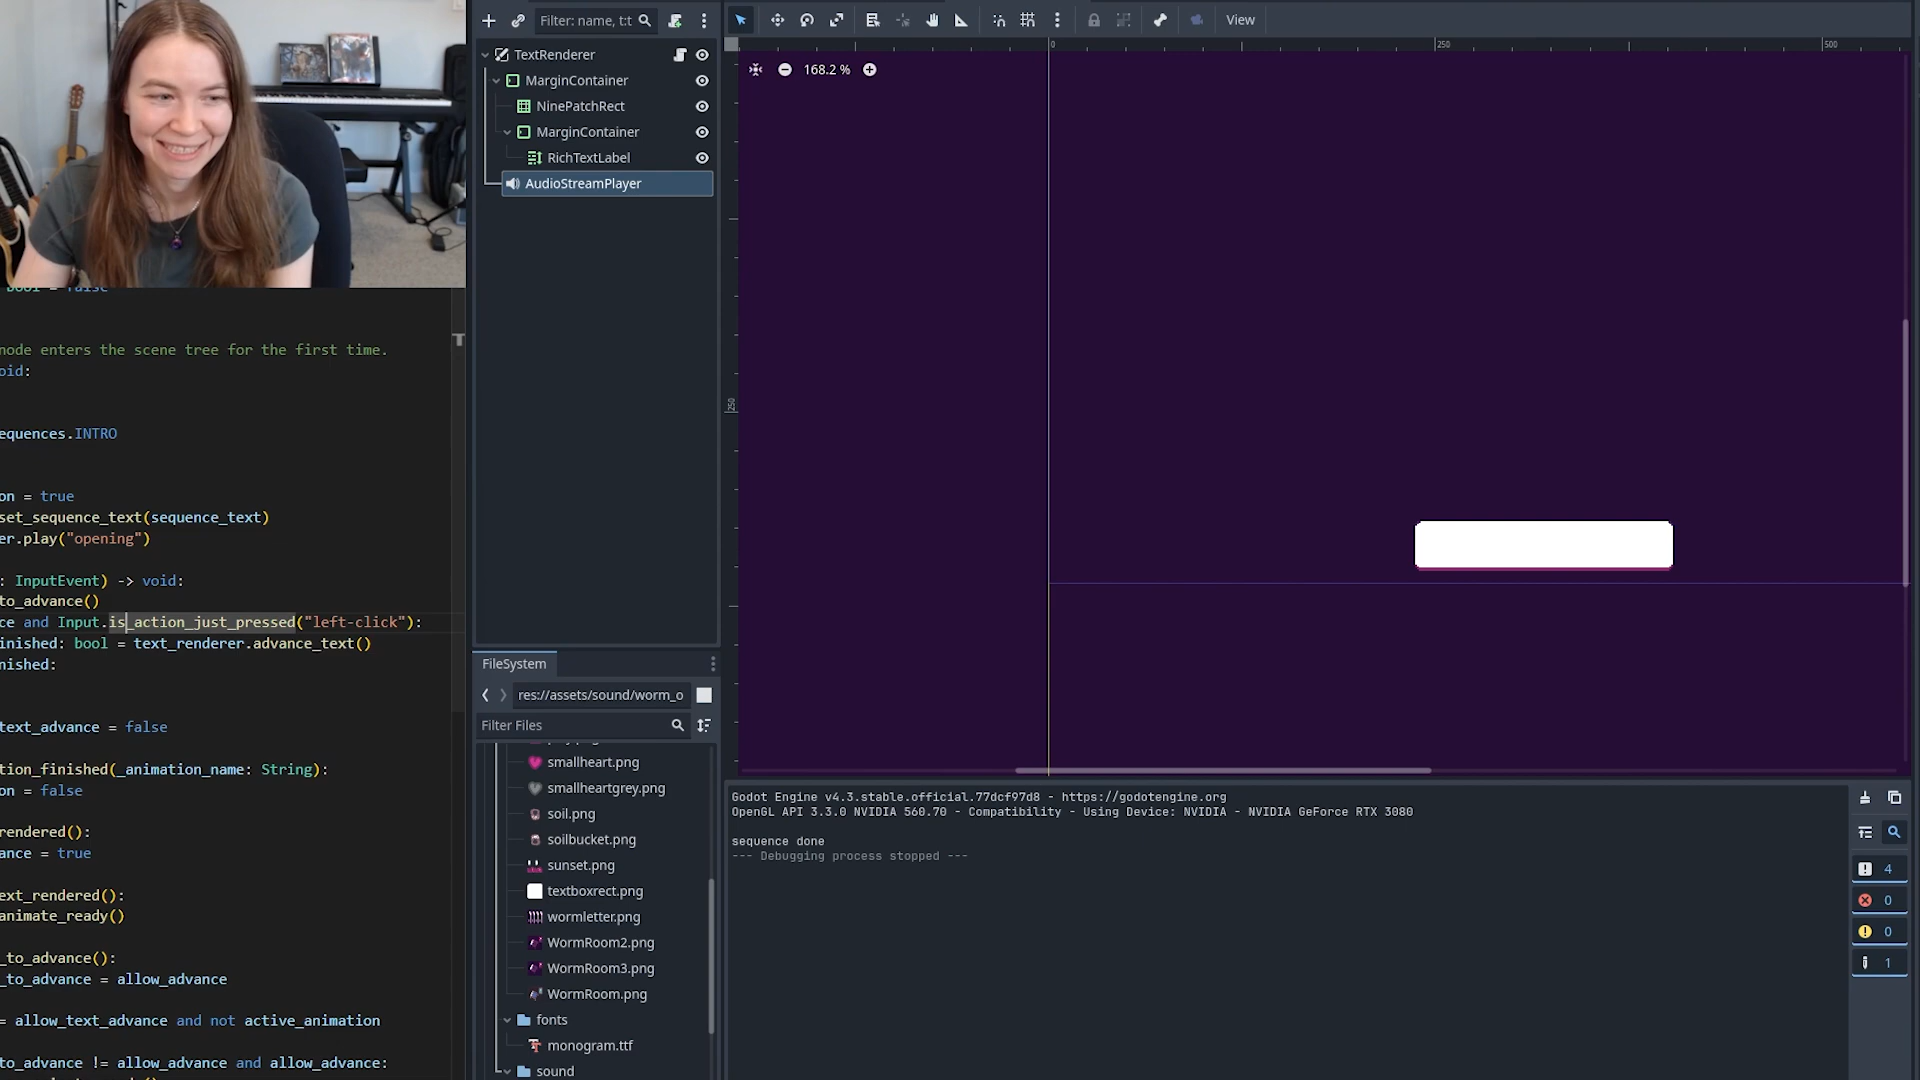 Filter: name, t:t
TextRenderer
MarginContainer
NinePatchRect
MarginContainer
RichTextLabel
AudioStreamPlayer
View
0
250
500
168.2 %
250
bool = false
node enters the scene tree for the first time.
oid:
equences.INTRO
on = true
set_sequence_text(sequence_text)
er.play("opening")
: InputEvent) -> void:
to_advance()
ce and Input.is_action_just_pressed("left-click"):
inished: bool = text_renderer.advance_text()
nished:
text_advance = false
tion_finished(_animation_name: String):
on = false
rendered():
ance = true
ext_rendered():
animate_ready()
_to_advance():
_to_advance = allow_advance
= allow_text_advance and not active_animation
to_advance != allow_advance and allow_advance:
FileSystem
res://assets/sound/worm_o
Filter Files
smallheart.png
smallheartgrey.png
soil.png
soilbucket.png
sunset.png
textboxrect.png
wormletter.png
WormRoom2.png
WormRoom3.png
WormRoom.png
fonts
monogram.ttf
sound
Godot Engine v4.3.stable.official.77dcf97d8 - https://godotengine.org
OpenGL API 3.3.0 NVIDIA 560.70 - Compatibility - Using Device: NVIDIA - NVIDIA GeForce RTX 3080
sequence done
--- Debugging process stopped ---
4
0
0
1